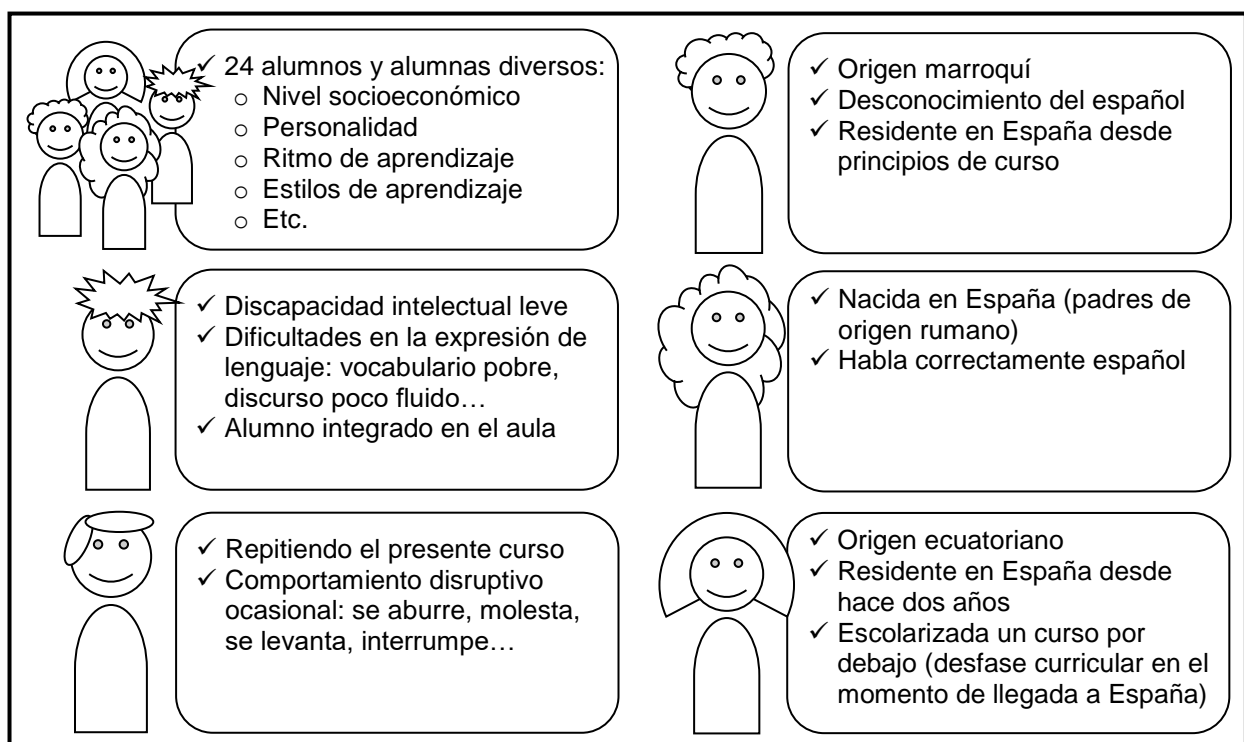 ✓ 24 alumnos y alumnas diversos:
o Nivel socioeconómico
o Personalidad
o Ritmo de aprendizaje
o Estilos de aprendizaje
o Etc.
✓ Origen marroquí
✓ Desconocimiento del español
✓ Residente en España desde
principios de curso
✓ Discapacidad intelectual leve
✓ Dificultades en la expresión de
lenguaje: vocabulario pobre,
discurso poco fluido…
✓ Alumno integrado en el aula
✓ Nacida en España (padres de
origen rumano)
✓ Habla correctamente español
✓ Repitiendo el presente curso
✓ Comportamiento disruptivo
ocasional: se aburre, molesta,
se levanta, interrumpe…
✓ Origen ecuatoriano
✓ Residente en España desde
hace dos años
✓ Escolarizada un curso por
debajo (desfase curricular en el
momento de llegada a España)